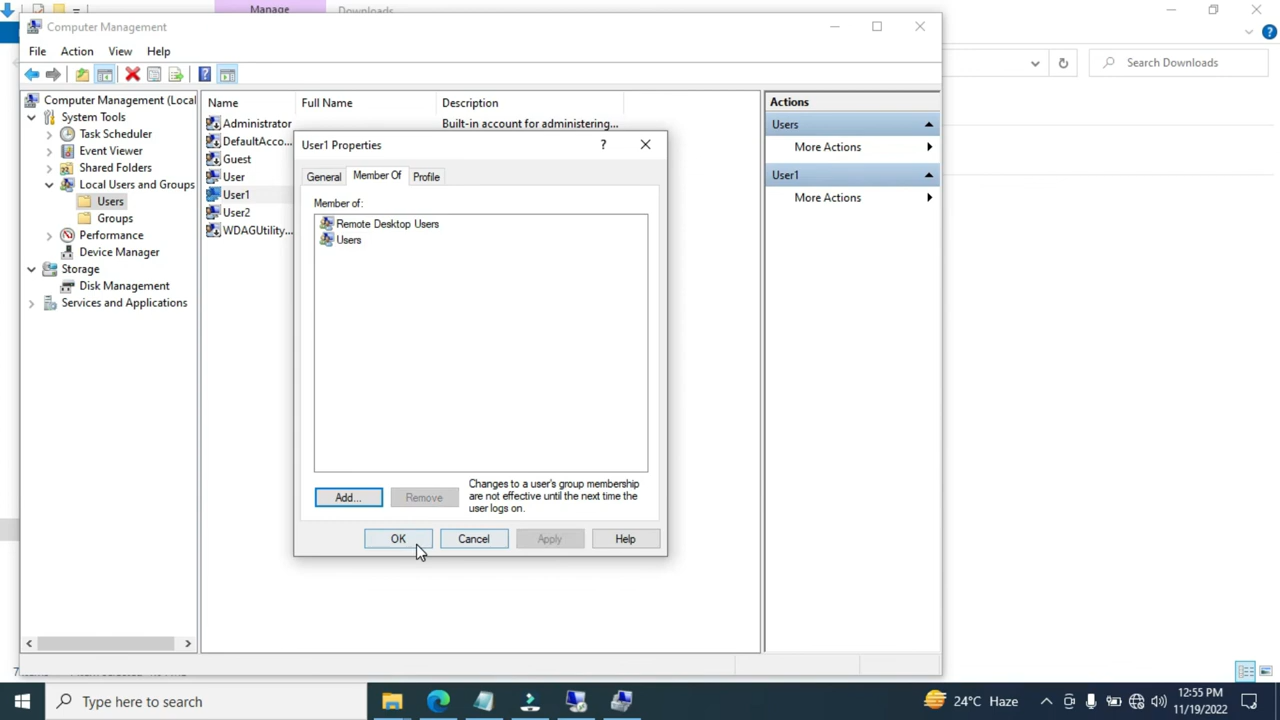 Manage
Downloads
Computer Management
File Action View Help
Search Downloads
Computer Management (Local
System Tools
Task Scheduler
Event Viewer
Shared Folders
Local Users and Groups
Users
Groups
Performance
Device Manager
Storage
Disk Management
Services and Applications
Name Full Name Description
Administrator Built-in account for administering...
DefaultAcco...
Guest
User
User1
User2
WDAGUtility...
User1 Properties
General Member Of Profile
Member of:
Remote Desktop Users
Users
Add... Remove
Changes to a user's group membership
are not effective until the next time the
user logs on.
OK Cancel Apply Help
Actions
Users
More Actions
User1
More Actions
Type here to search
24°C Haze
12:55 PM
11/19/2022